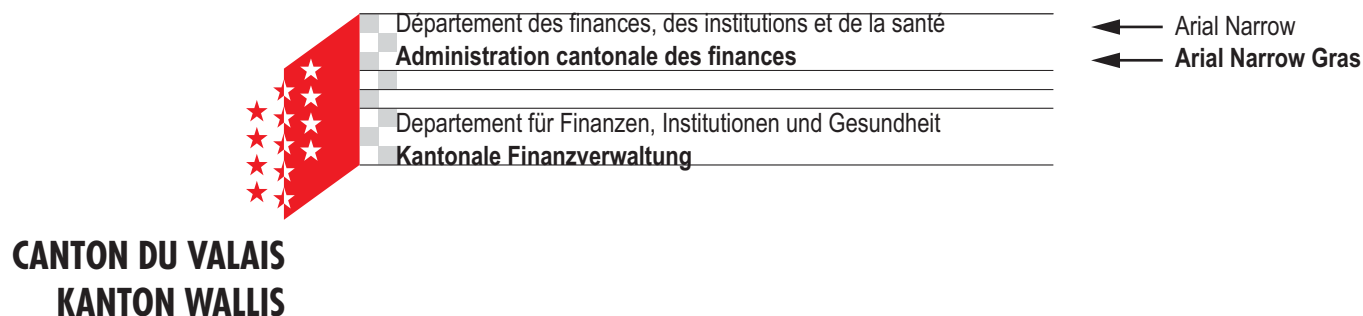 Département des finances, des institutions et de la santé
Administration cantonale des finances
Departement für Finanzen, Institutionen und Gesundheit
Kantonale Finanzverwaltung
Arial Narrow
Arial Narrow Gras
CANTON DU VALAIS
KANTON WALLIS